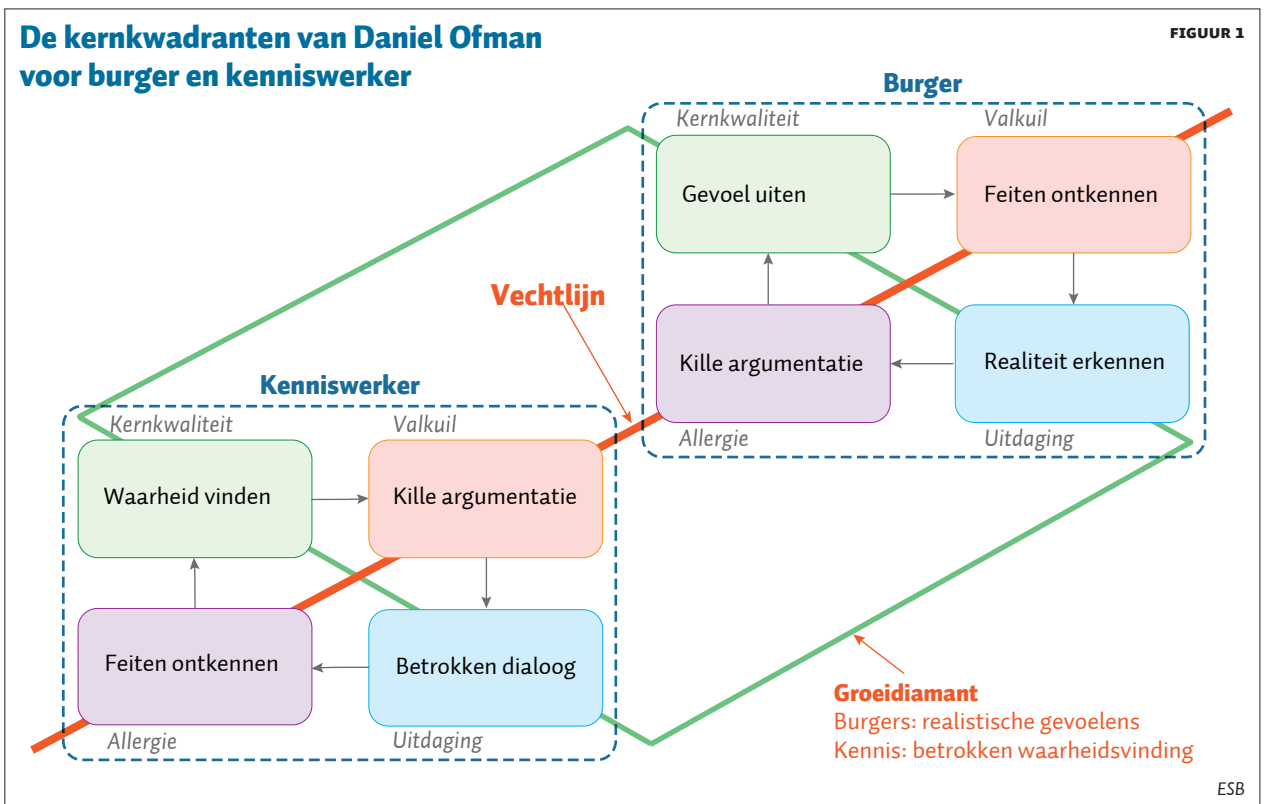 De kernkwadranten van Daniel Ofman
voor burger en kenniswerker
FIGUUR 1
Burger
Kernkwaliteit
Valkuil
Gevoel uiten
Feiten ontkennen
Vechtlijn
Kille argumentatie
Realiteit erkennen
Allergie
Uitdaging
Kenniswerker
Kernkwaliteit
Valkuil
Waarheid vinden
Kille argumentatie
Feiten ontkennen
Betrokken dialoog
Allergie
Uitdaging
Groeidiamant
Burgers: realistische gevoelens
Kennis: betrokken waarheidsvinding
ESB